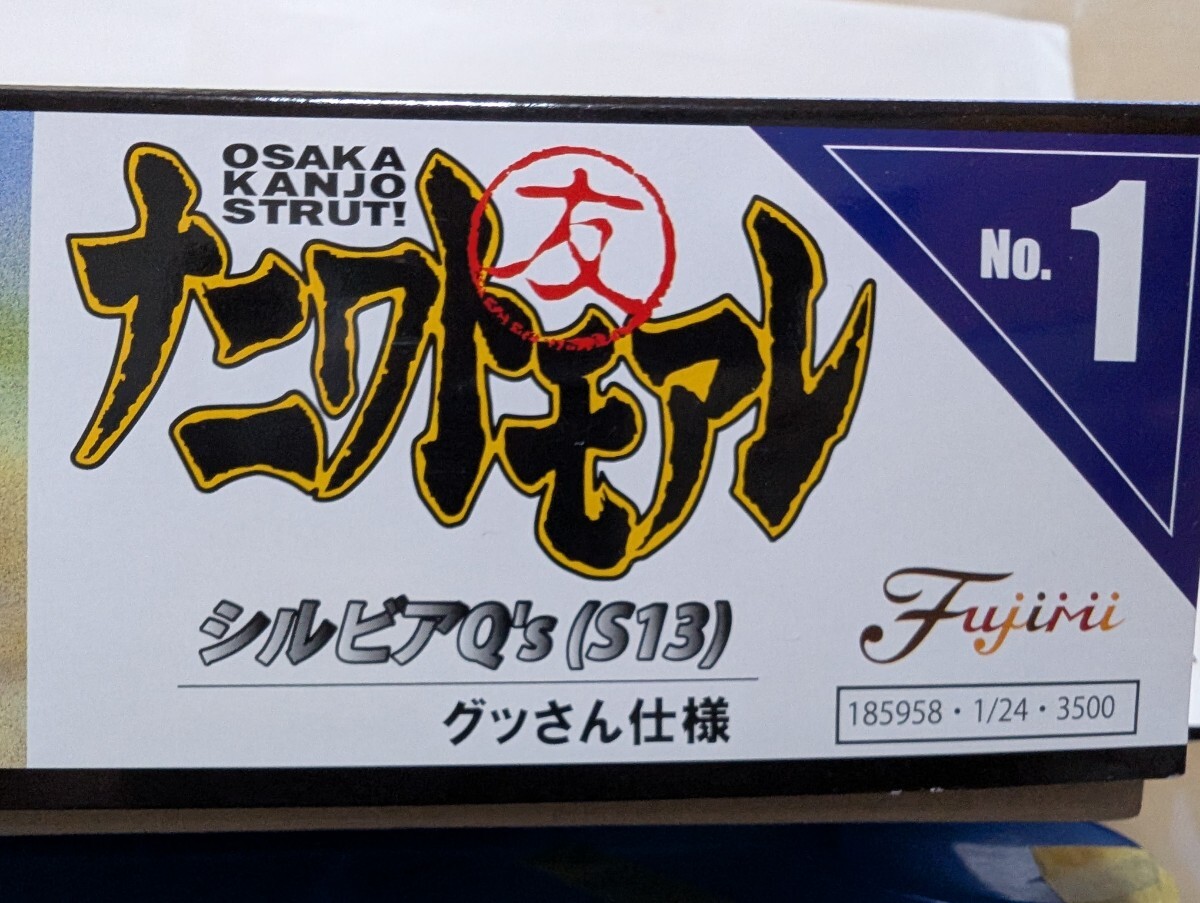 OSAKA
KANJO
STRUT!
友
ナニワトモアレ
No. 1
シルビアQ's (S13)
グッさん仕様
Fujimi
185958・1/24・3500